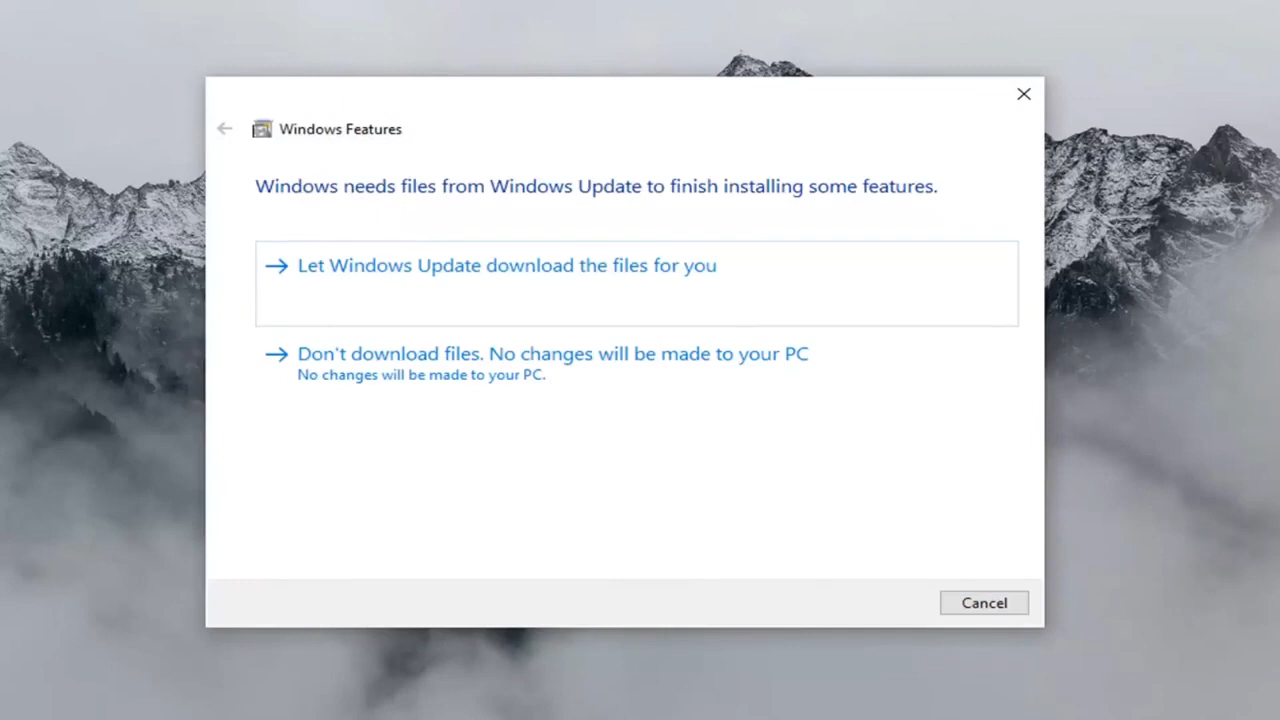 Windows Features
Windows needs files from Windows Update to finish installing some features.
Let Windows Update download the files for you
Don't download files. No changes will be made to your PC
No changes will be made to your PC.
Cancel